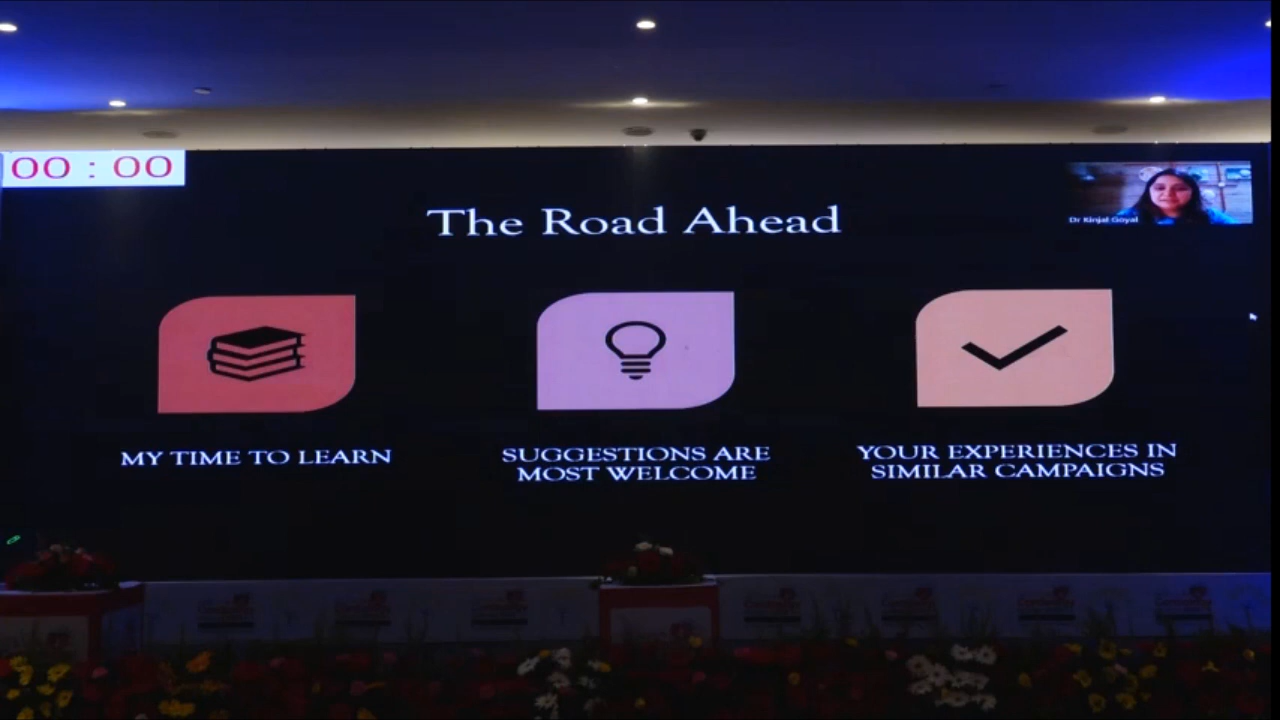 00 : 00
The Road Ahead
Dr Kinjal Goyal
MY TIME TO LEARN
SUGGESTIONS ARE
MOST WELCOME
YOUR EXPERIENCES IN
SIMILAR CAMPAIGNS